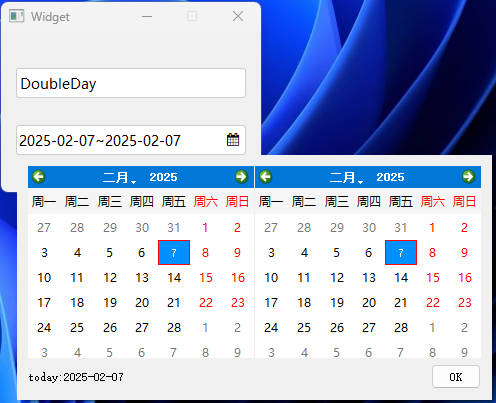 Widget
DoubleDay
2025-02-07~2025-02-07
二月 2025 二月 2025
周一 周二 周三 周四 周五 周六 周日 周一 周二 周三 周四 周五 周六 周日
27 28 29 30 31 1 2 27 28 29 30 31 1 2
3 4 5 6 7 8 9 3 4 5 6 7 8 9
10 11 12 13 14 15 16 10 11 12 13 14 15 16
17 18 19 20 21 22 23 17 18 19 20 21 22 23
24 25 26 27 28 1 2 24 25 26 27 28 1 2
3 4 5 6 7 8 9 3 4 5 6 7 8 9
today:2025-02-07 OK